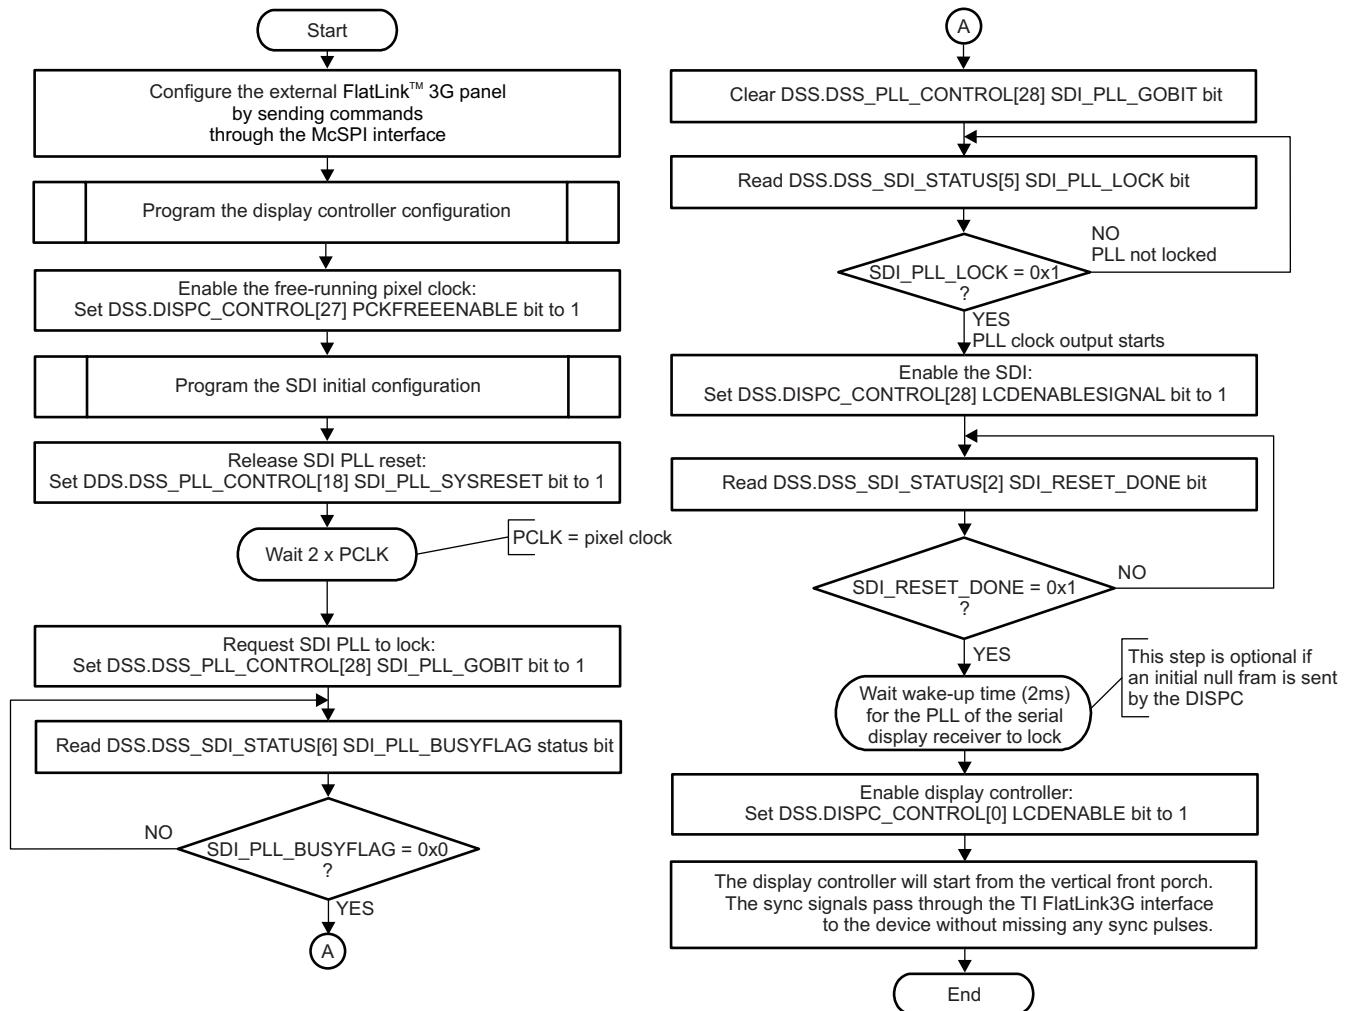 Start
Configure the external FlatLink™ 3G panel
by sending commands
through the McSPI interface
Program the display controller configuration
Enable the free-running pixel clock:
Set DSS.DISPC_CONTROL[27] PCKFREEENABLE bit to 1
Program the SDI initial configuration
Release SDI PLL reset:
Set DDS.DSS_PLL_CONTROL[18] SDI_PLL_SYSRESET bit to 1
Wait 2 x PCLK
PCLK = pixel clock
Request SDI PLL to lock:
Set DSS.DSS_PLL_CONTROL[28] SDI_PLL_GOBIT bit to 1
Read DSS.DSS_SDI_STATUS[6] SDI_PLL_BUSYFLAG status bit
NO
SDI_PLL_BUSYFLAG = 0x0
?
YES
A
A
Clear DSS.DSS_PLL_CONTROL[28] SDI_PLL_GOBIT bit
Read DSS.DSS_SDI_STATUS[5] SDI_PLL_LOCK bit
NO
PLL not locked
SDI_PLL_LOCK = 0x1
?
YES
PLL clock output starts
Enable the SDI:
Set DSS.DISPC_CONTROL[28] LCDENABLESIGNAL bit to 1
Read DSS.DSS_SDI_STATUS[2] SDI_RESET_DONE bit
NO
SDI_RESET_DONE = 0x1
?
YES
This step is optional if
an initial null fram is sent
by the DISPC
Wait wake-up time (2ms)
for the PLL of the serial
display receiver to lock
Enable display controller:
Set DSS.DISPC_CONTROL[0] LCDENABLE bit to 1
The display controller will start from the vertical front porch.
The sync signals pass through the TI FlatLink3G interface
to the device without missing any sync pulses.
End